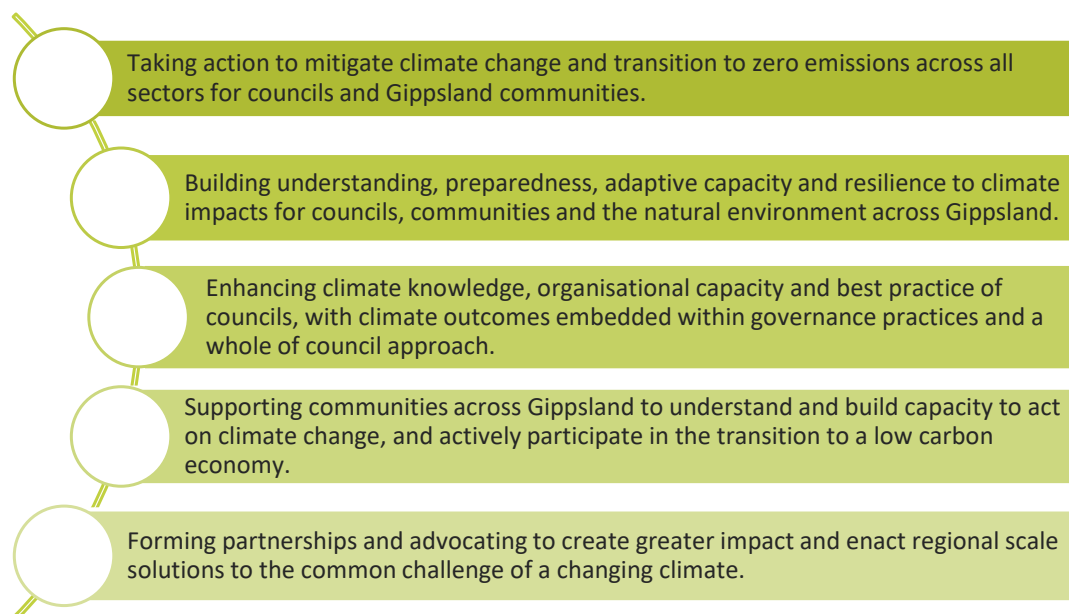 Taking action to mitigate climate change and transition to zero emissions across all
sectors for councils and Gippsland communities.
Building understanding, preparedness, adaptive capacity and resilience to climate
impacts for councils, communities and the natural environment across Gippsland.
Enhancing climate knowledge, organisational capacity and best practice of
councils, with climate outcomes embedded within governance practices and a
whole of council approach.
Supporting communities across Gippsland to understand and build capacity to act
on climate change, and actively participate in the transition to a low carbon
economy.
Forming partnerships and advocating to create greater impact and enact regional scale
solutions to the common challenge of a changing climate.